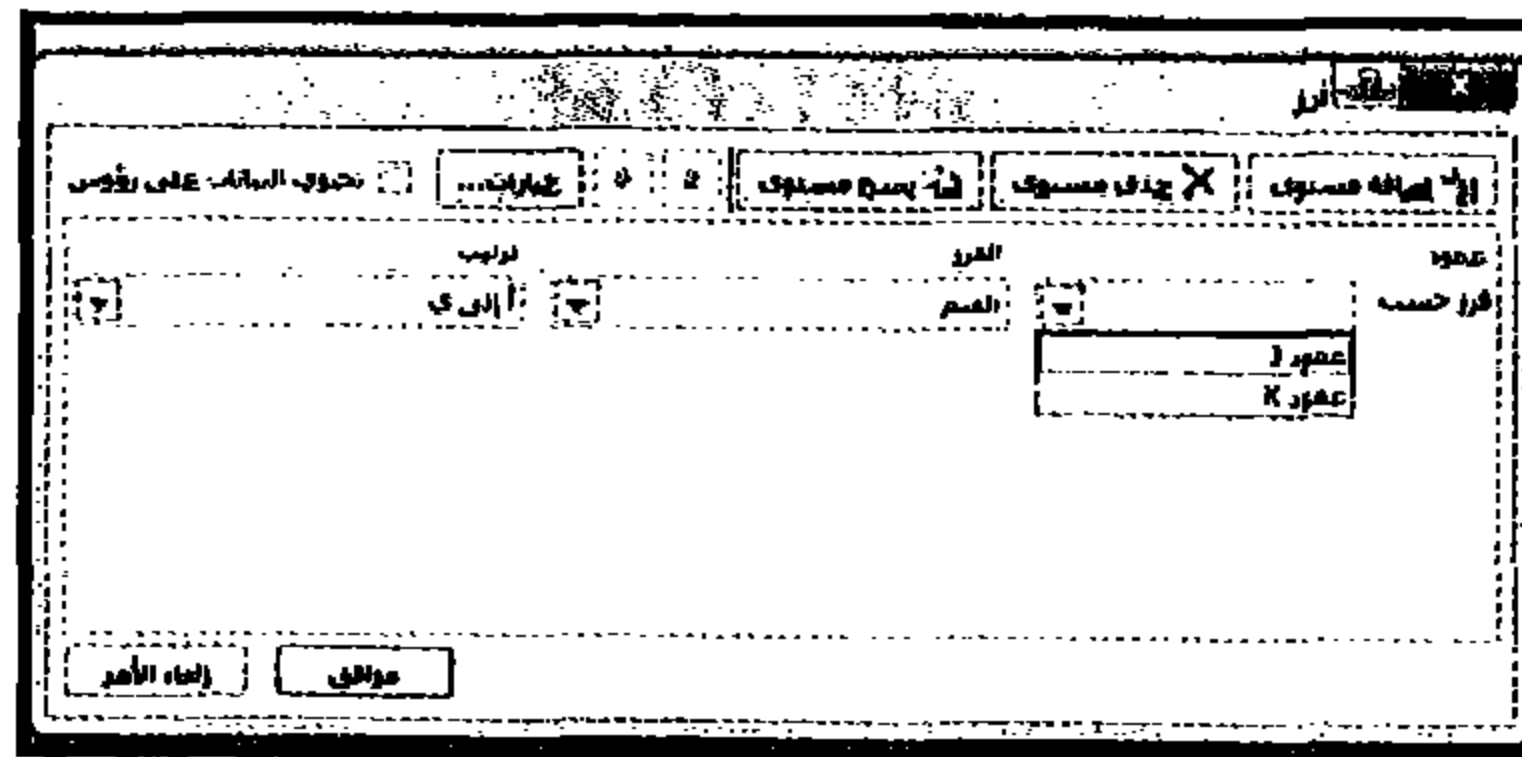 فرز
إضافة مستوى حذف مستوى نسخ مستوى خيارات... تحتوي البيانات على رؤوس
عمود الفرز ترتيب
فرز حسب القيم أ إلى ي
عمود J
عمود K
موافق إلغاء الأمر